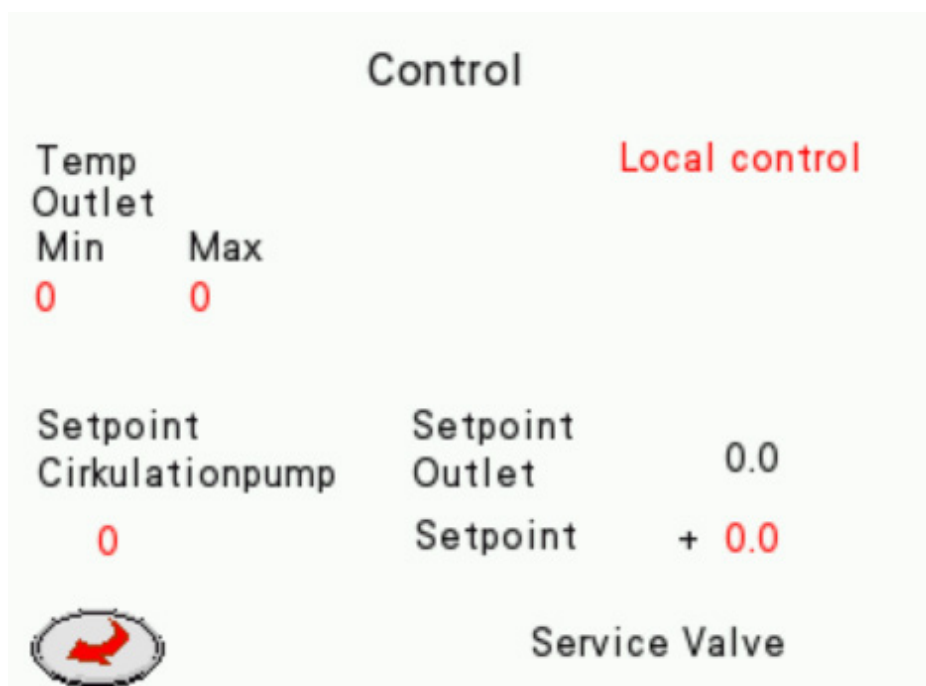 Control
Temp
Outlet
Local control
Min Max
0 0
Setpoint
Cirkulationpump
0
Setpoint
Outlet 0.0
Setpoint + 0.0
Service Valve